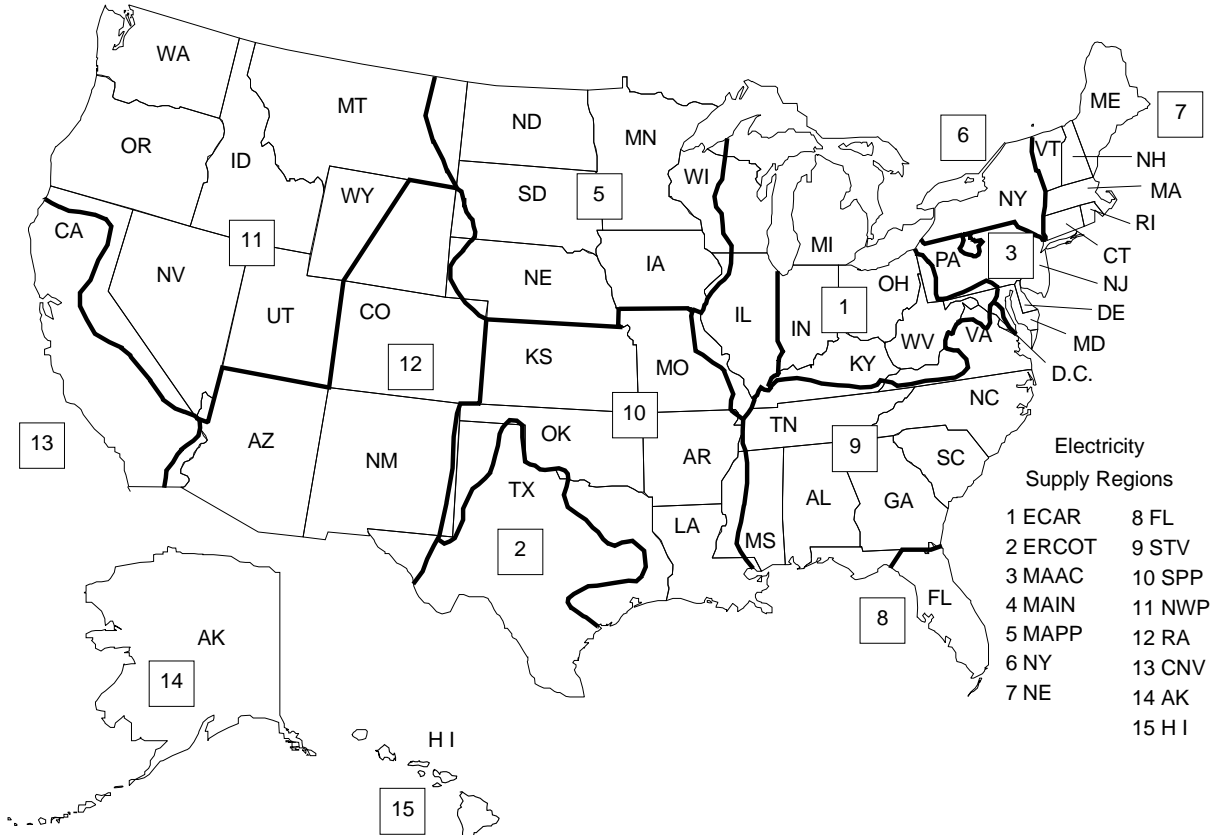 WA
MT
ND
MN
ME
7
OR
ID
6
VT
NH
WY
SD
5
WI
NY
MA
RI
CA
11
MI
3
CT
NV
NE
IA
PA
NJ
OH
DE
UT
CO
1
IL
IN
WV
VA
MD
12
KS
MO
KY
D.C.
10
NC
13
AZ
NM
OK
AR
TN
9
SC
TX
2
LA
MS
AL
GA
8
FL
AK
14
H I
15
Electricity
Supply Regions
1 ECAR
2 ERCOT
3 MAAC
4 MAIN
5 MAPP
6 NY
7 NE
8 FL
9 STV
10 SPP
11 NWP
12 RA
13 CNV
14 AK
15 H I